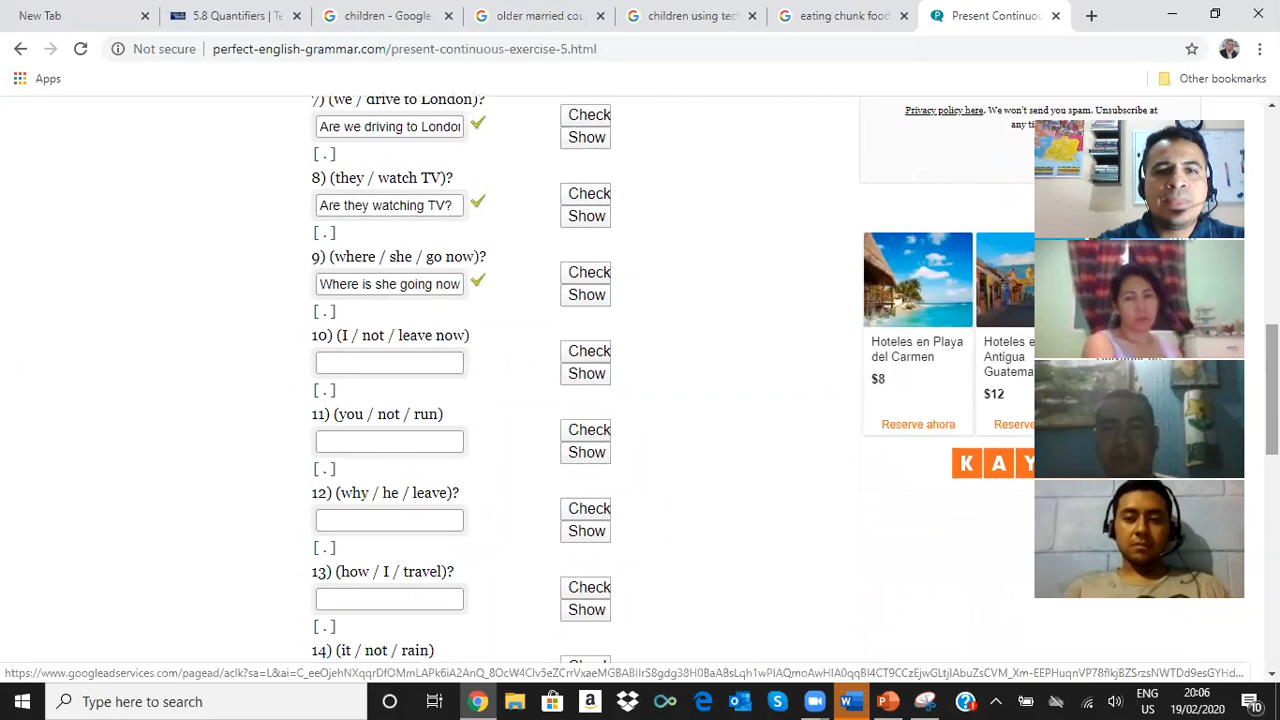 New Tab
5.8 Quantifiers | Te
children - Google
older married cou
children using tec
eating chunk food
Present Continuou
Not secure
perfect-english-grammar.com/present-continuous-exercise-5.html
Apps
Other bookmarks
7) (we / drive to London)?
Check
Are we driving to London
Show
[ . ]
8) (they / watch TV)?
Check
Are they watching TV?
Show
[ . ]
9) (where / she / go now)?
Check
Where is she going now
Show
[ . ]
10) (I / not / leave now)
Check
Show
[ . ]
11) (you / not / run)
Check
Show
[ . ]
12) (why / he / leave)?
Check
Show
[ . ]
13) (how / I / travel)?
Check
Show
[ . ]
14) (it / not / rain)
Privacy policy here. We won't send you spam. Unsubscribe at
any ti
Hoteles en Playa
del Carmen
$8
Reserve ahora
Hoteles e
Antigua
Guatema
$12
Reserve
K A Y
ENG
US
20:06
19/02/2020
10
Type here to search